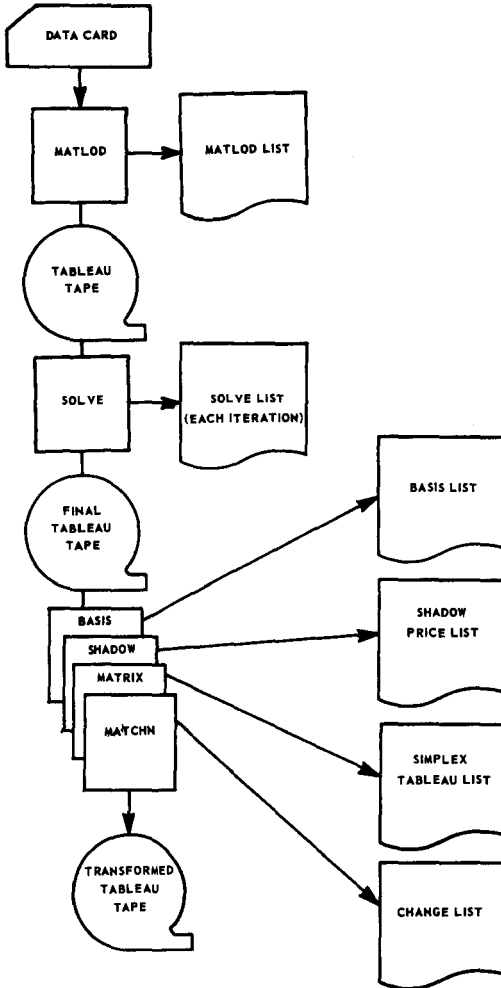 DATA CARD
MATLOD
MATLOD LIST
TABLEAU
TAPE
SOLVE
SOLVE LIST
(EACH ITERATION)
FINAL
TABLEAU
TAPE
BASIS LIST
BASIS
SHADOW
MATRIX
MATCHN
SHADOW
PRICE LIST
SIMPLEX
TABLEAU LIST
TRANSFORMED
TABLEAU
TAPE
CHANGE LIST